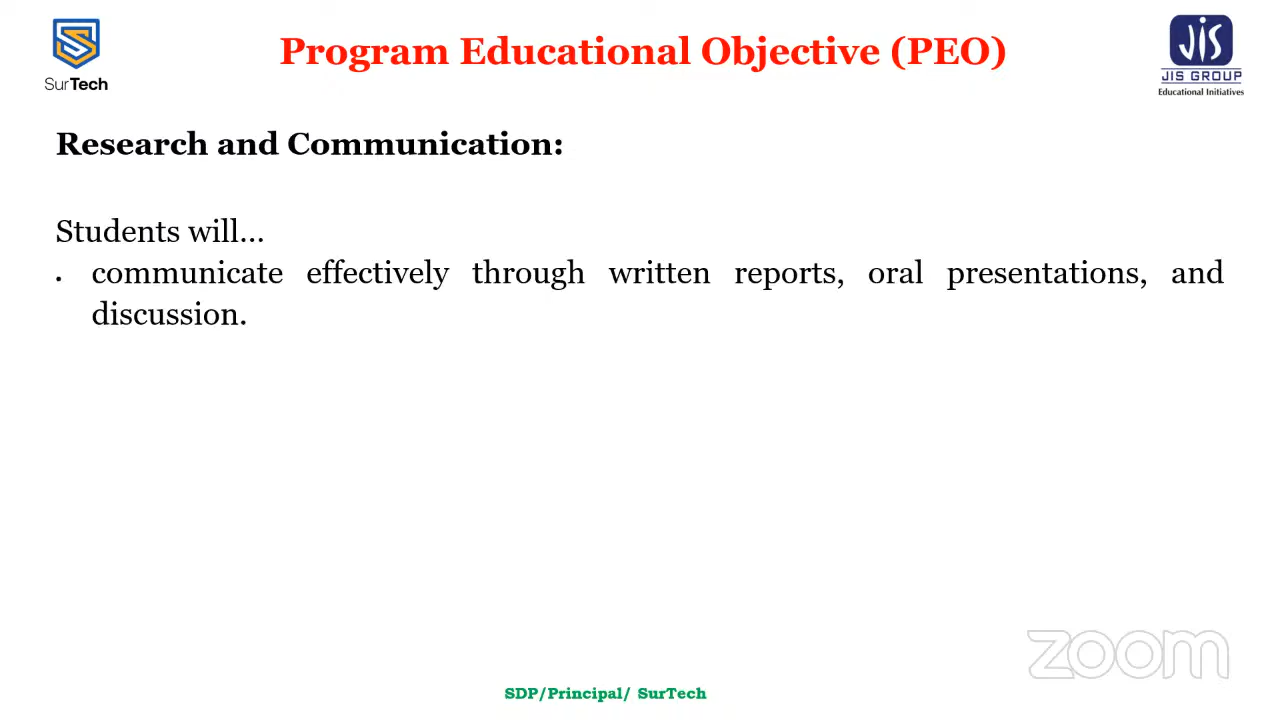 Program Educational Objective (PEO)
SurTech
JIS
JIS GROUP
Educational Initiatives
Research and Communication:
Students will...
• communicate effectively through written reports, oral presentations, and
discussion.
zoom
SDP/Principal/ SurTech